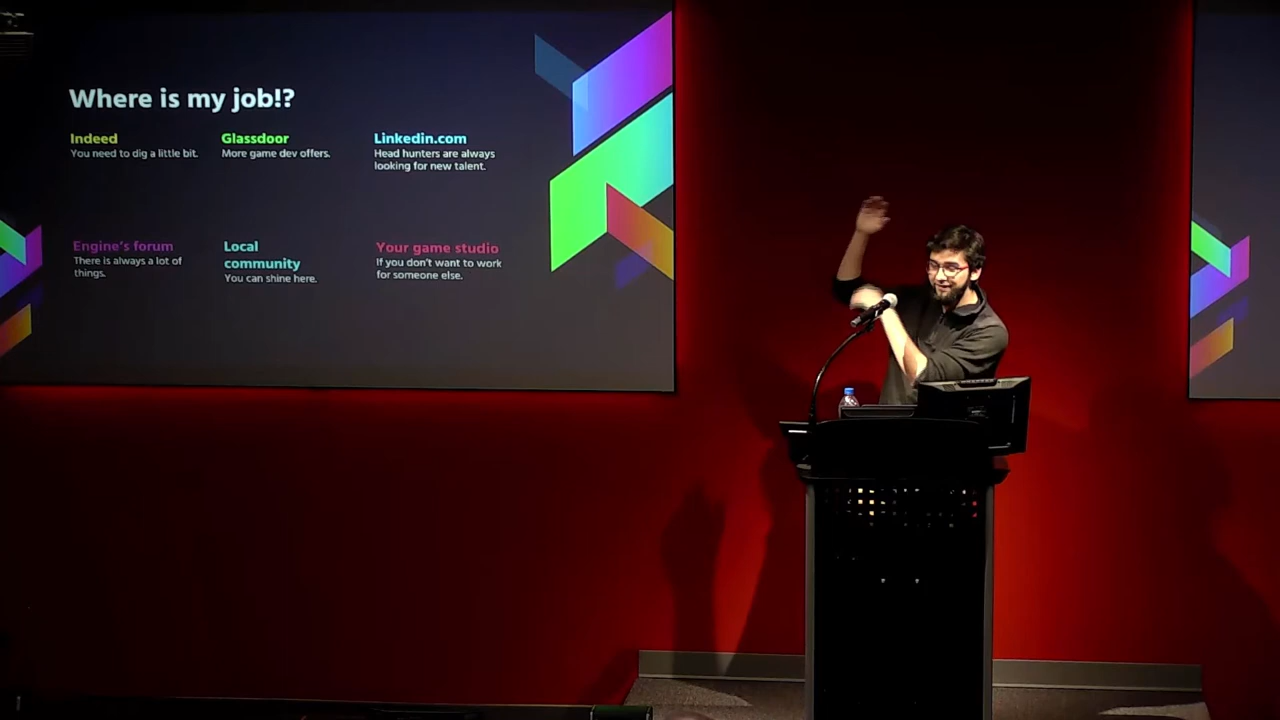 Where is my job!?
Indeed
You need to dig a little bit.
Glassdoor
More game dev offers.
Linkedin.com
Head hunters are always
looking for new talent.
Engine's forum
There is always a lot of
things.
Local
community
You can shine here.
Your game studio
If you don't want to work
for someone else.